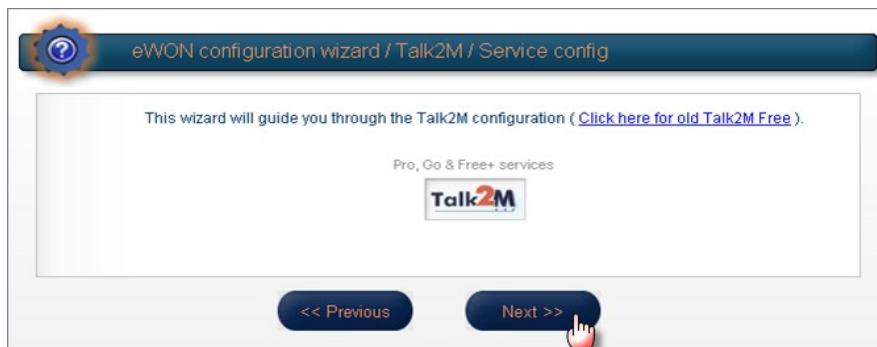 eWON configuration wizard / Talk2M / Service config
This wizard will guide you through the Talk2M configuration ( Click here for old Talk2M Free ).
Pro, Go & Free+ services
Talk2M
<< Previous
Next >>